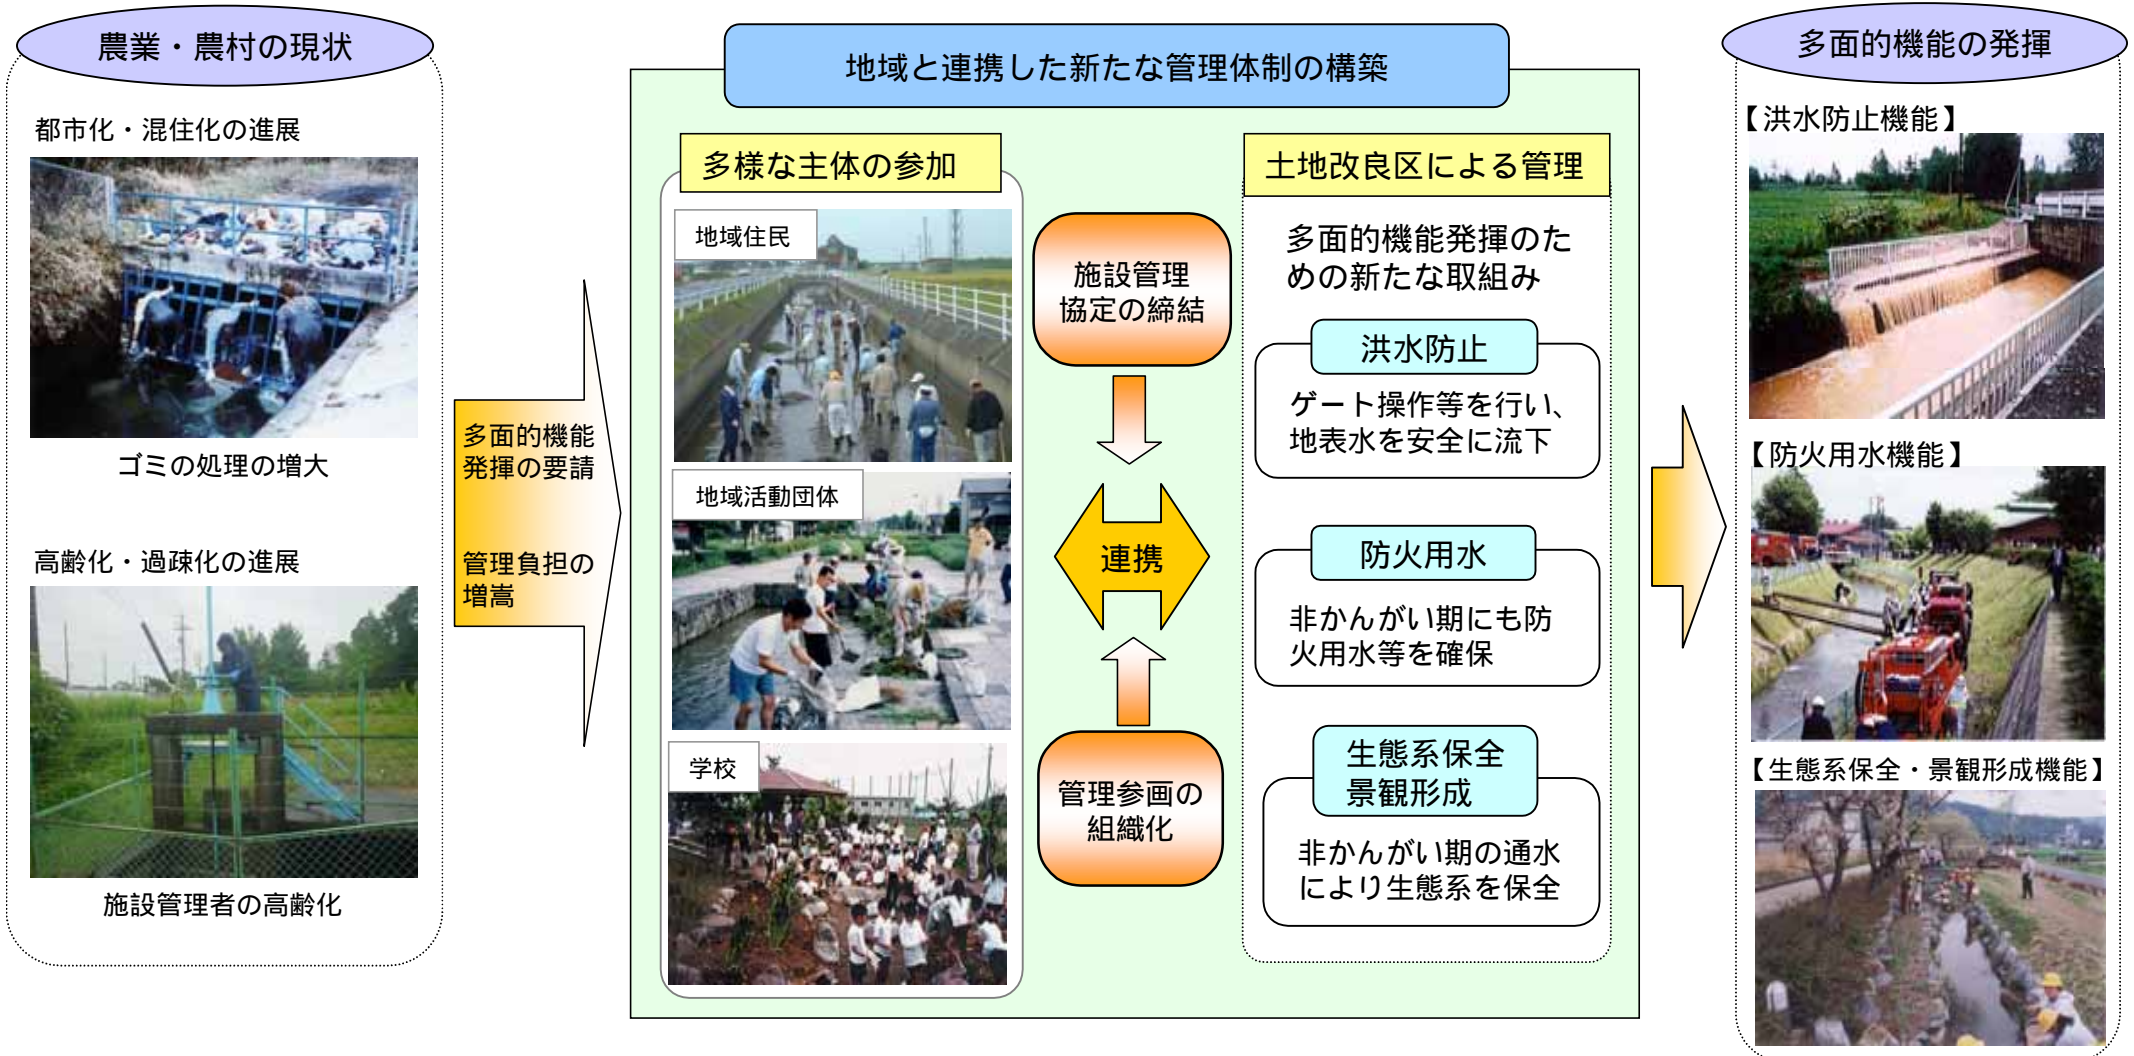 農業・農村の現状
都市化・混住化の進展
ゴミの処理の増大
高齢化・過疎化の進展
施設管理者の高齢化
多面的機能
発揮の要請
管理負担の
増嵩
地域と連携した新たな管理体制の構築
多様な主体の参加
地域住民
地域活動団体
学校
施設管理
協定の締結
連携
管理参画の
組織化
土地改良区による管理
多面的機能発揮のた
めの新たな取組み
洪水防止
ゲート操作等を行い、
地表水を安全に流下
防火用水
非かんがい期にも防
火用水等を確保
生態系保全
景観形成
非かんがい期の通水
により生態系を保全
多面的機能の発揮
【洪水防止機能】
【防火用水機能】
【生態系保全・景観形成機能】